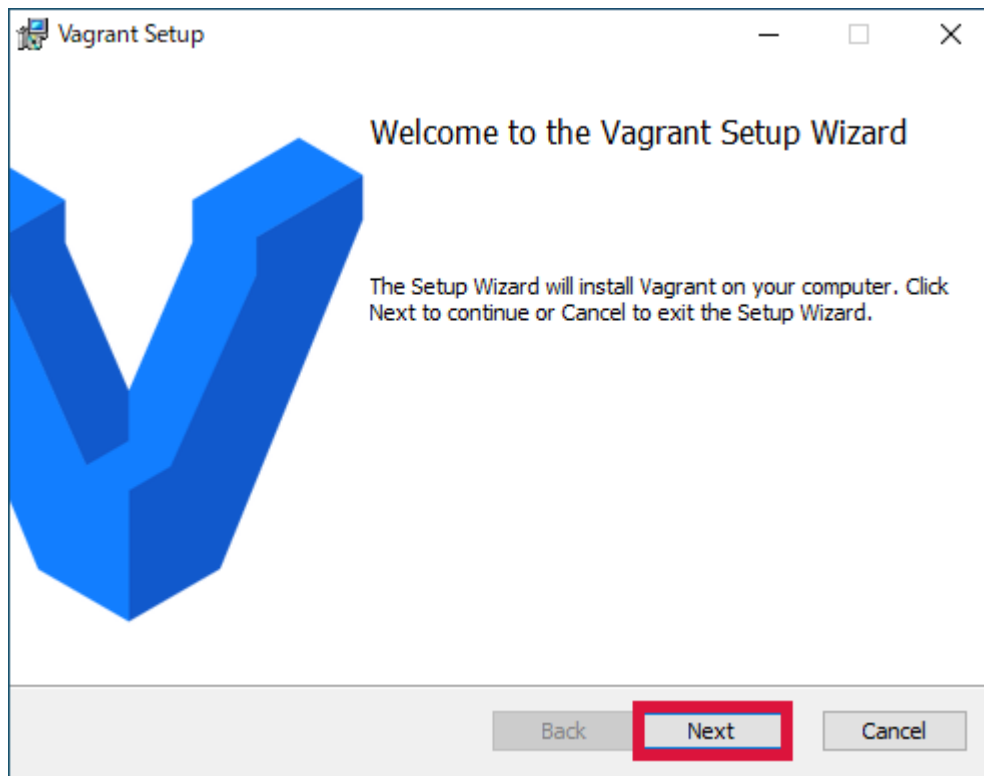 Vagrant Setup
Welcome to the Vagrant Setup Wizard
The Setup Wizard will install Vagrant on your computer. Click
Next to continue or Cancel to exit the Setup Wizard.
Back
Next
Cancel